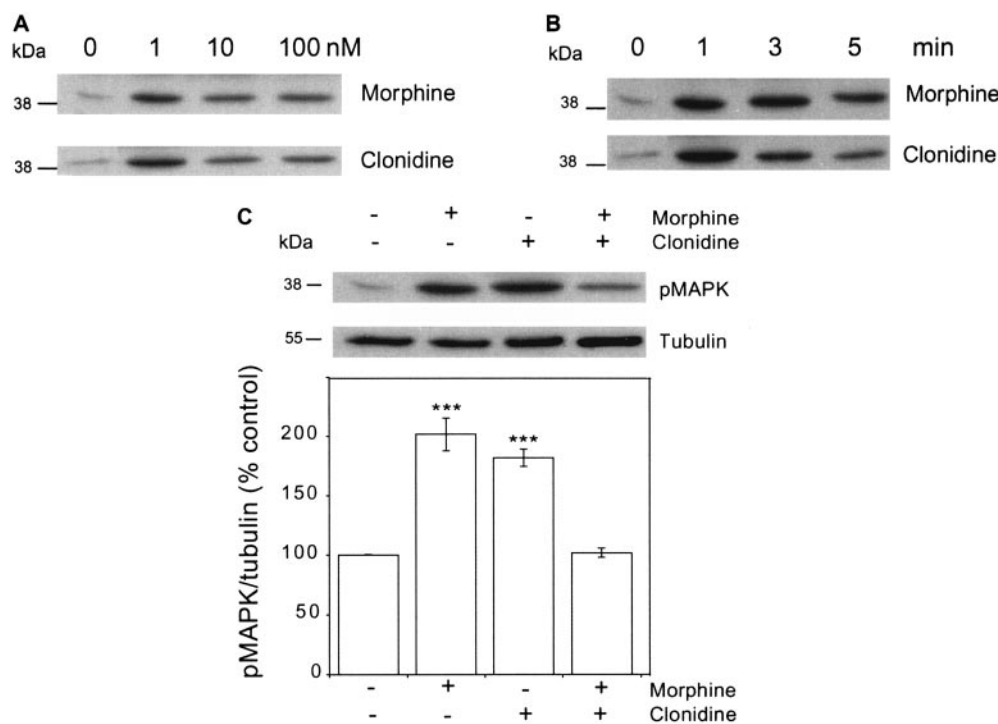 A
kDa 0 1 10 100 nM
38 Morphine
38 Clonidine
B
kDa 0 1 3 5 min
38 Morphine
38 Clonidine
C
- + - + Morphine
kDa - - + + Clonidine
38 pMAPK
55 Tubulin
pMAPK/tubulin (% control)
200
150
100
50
0
*** ***
- + - + Morphine
- - + + Clonidine